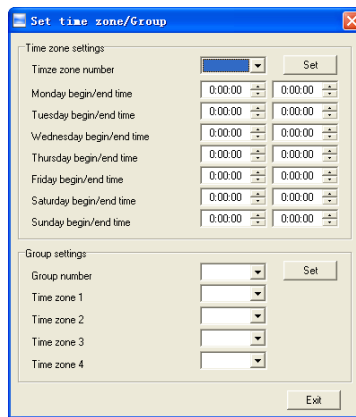 Set time zone/Group
Time zone settings
Timze zone number Set
Monday begin/end time 0:00:00 0:00:00
Tuesday begin/end time 0:00:00 0:00:00
Wednesday begin/end time 0:00:00 0:00:00
Thursday begin/end time 0:00:00 0:00:00
Friday begin/end time 0:00:00 0:00:00
Saturday begin/end time 0:00:00 0:00:00
Sunday begin/end time 0:00:00 0:00:00
Group settings
Group number Set
Time zone 1
Time zone 2
Time zone 3
Time zone 4
Exit